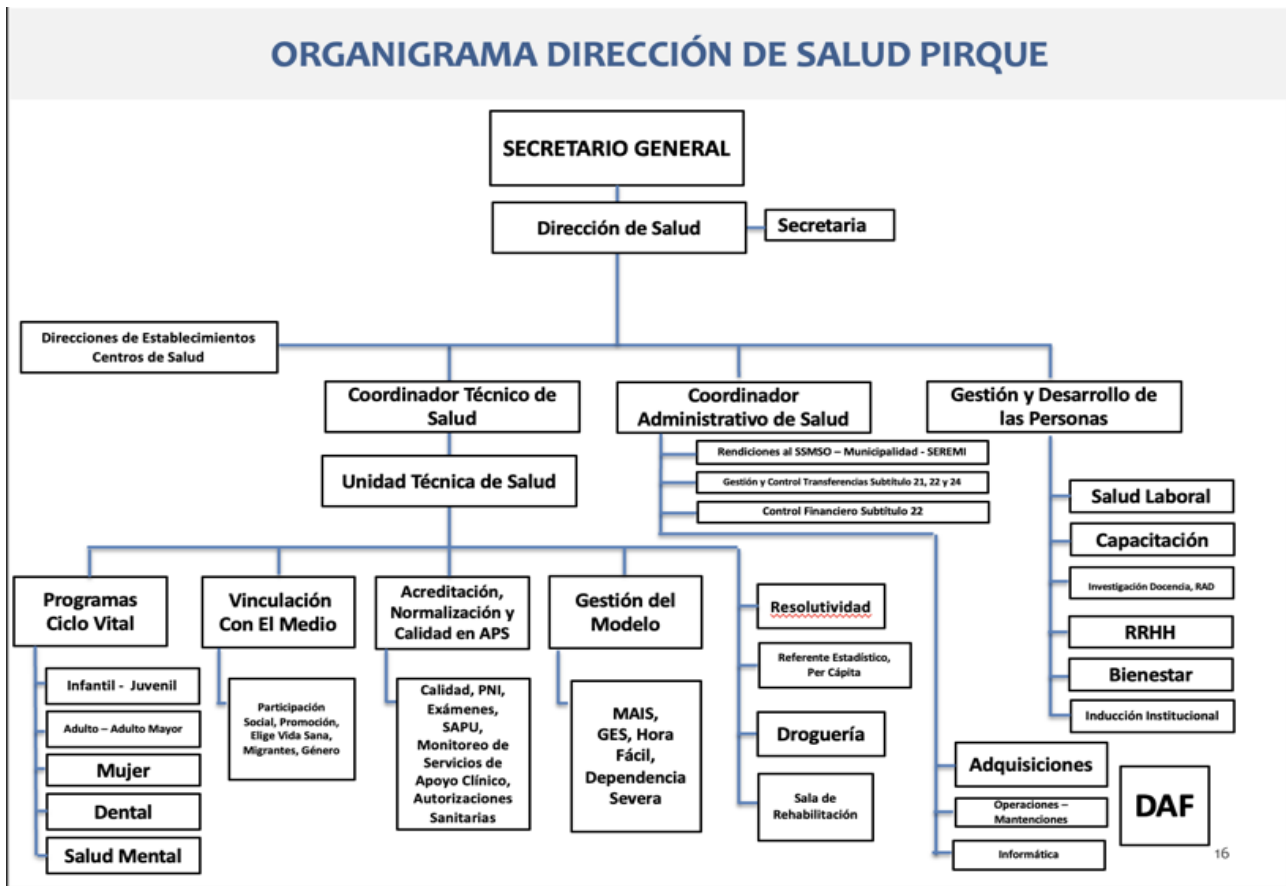 ORGANIGRAMA DIRECCIÓN DE SALUD PIRQUE
SECRETARIO GENERAL
Dirección de Salud
Secretaria
Direcciones de Establecimientos
Centros de Salud
Coordinador Técnico de
Salud
Coordinador
Administrativo de Salud
Gestión y Desarrollo de
las Personas
Rendiciones al SSMSO – Municipalidad - SEREMI
Gestión y Control Transferencias Subtítulo 21, 22 y 24
Control Financiero Subtítulo 22
Unidad Técnica de Salud
Salud Laboral
Capacitación
Investigación Docencia, RAD
RRHH
Bienestar
Inducción Institucional
Programas
Ciclo Vital
Vinculación
Con El Medio
Acreditación,
Normalización y
Calidad en APS
Gestión del
Modelo
Resolutividad
Referente Estadístico,
Per Cápita
Droguería
Sala de
Rehabilitación
Infantil - Juvenil
Adulto – Adulto Mayor
Mujer
Dental
Salud Mental
Participación
Social, Promoción,
Elige Vida Sana,
Migrantes, Género
Calidad, PNI,
Exámenes,
SAPU,
Monitoreo de
Servicios de
Apoyo Clínico,
Autorizaciones
Sanitarias
MAIS,
GES, Hora
Fácil,
Dependencia
Severa
Adquisiciones
Operaciones –
Mantenciones
Informática
DAF
16